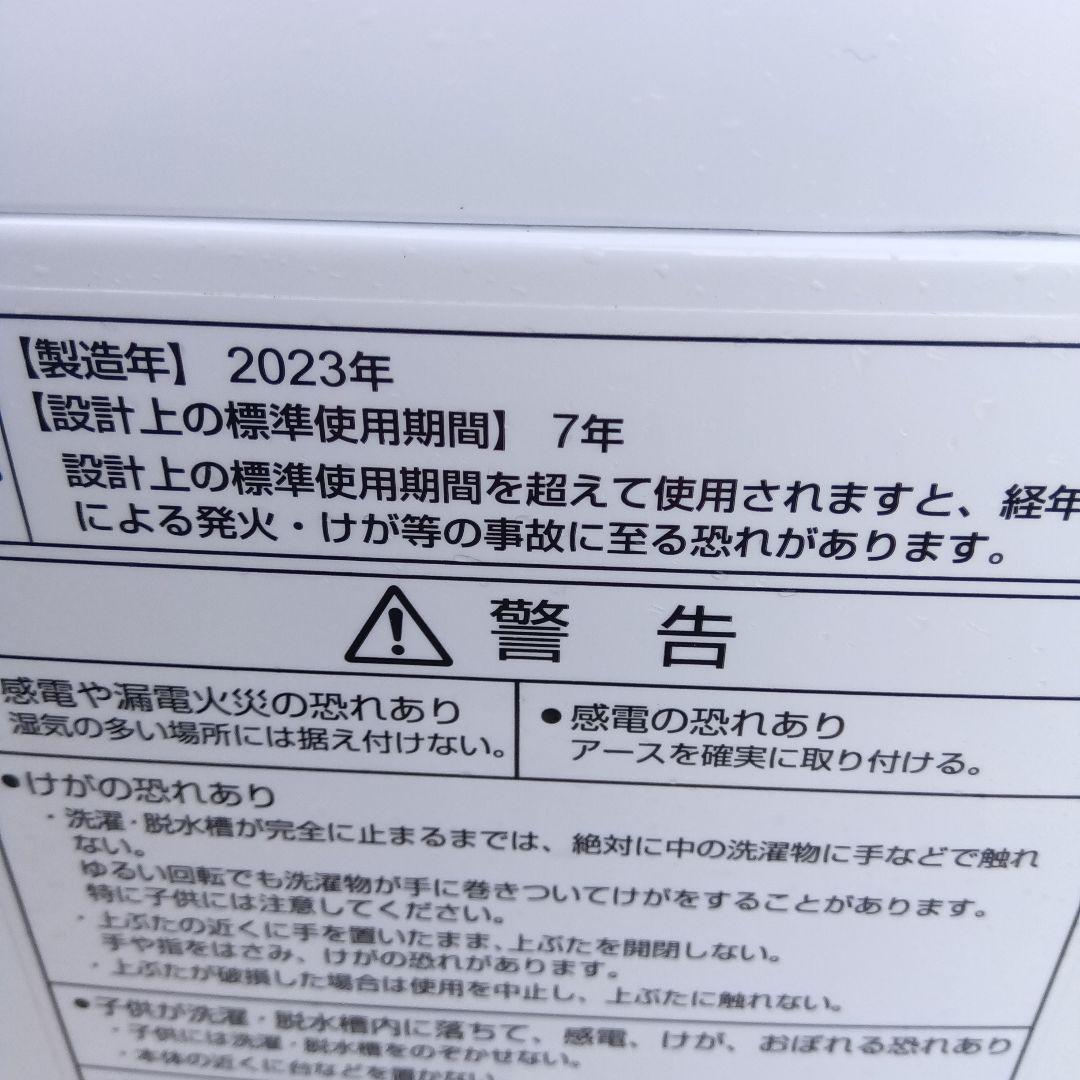 【製造年】 2023年
【設計上の標準使用期間】 7年
設計上の標準使用期間を超えて使用されますと、経年
による発火・けが等の事故に至る恐れがあります。
警 告
感電や漏電火災の恐れあり
湿気の多い場所には据え付けない。
●感電の恐れあり
アースを確実に取り付ける。
●けがの恐れあり
・洗濯・脱水槽が完全に止まるまでは、絶対に中の洗濯物に手などで触れ
ない。
ゆるい回転でも洗濯物が手に巻きついてけがをすることがあります。
特に子供には注意してください。
・上ぶたの近くに手を置いたまま、上ぶたを開閉しない。
手や指をはさみ、けがの恐れがあります。
・上ぶたが破損した場合は使用を中止し、上ぶたに触れない。
●子供が洗濯・脱水槽内に落ちて、感電、けが、おぼれる恐れあり
・子供には洗濯・脱水槽をのぞかせない。
・本体の近くに台などを置かない。